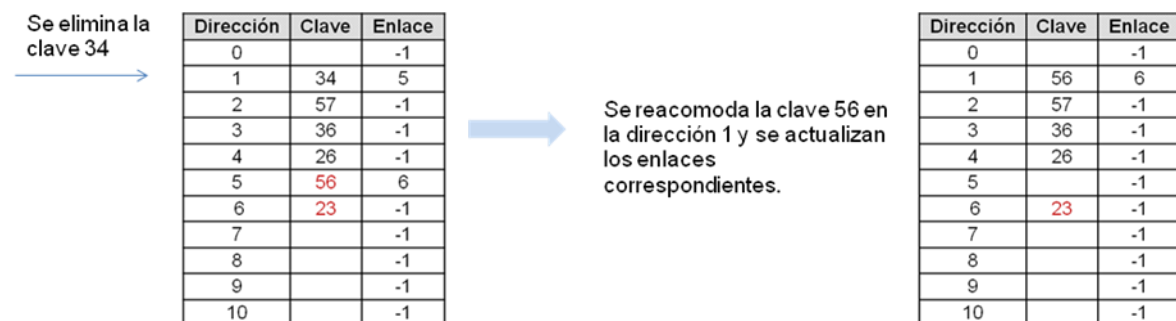 Se elimina la
clave 34
Dirección Clave Enlace
0 -1
1 34 5
2 57 -1
3 36 -1
4 26 -1
5 56 6
6 23 -1
7 -1
8 -1
9 -1
10 -1
Se reacomoda la clave 56 en
la dirección 1 y se actualizan
los enlaces
correspondientes.
Dirección Clave Enlace
0 -1
1 56 6
2 57 -1
3 36 -1
4 26 -1
5 -1
6 23 -1
7 -1
8 -1
9 -1
10 -1